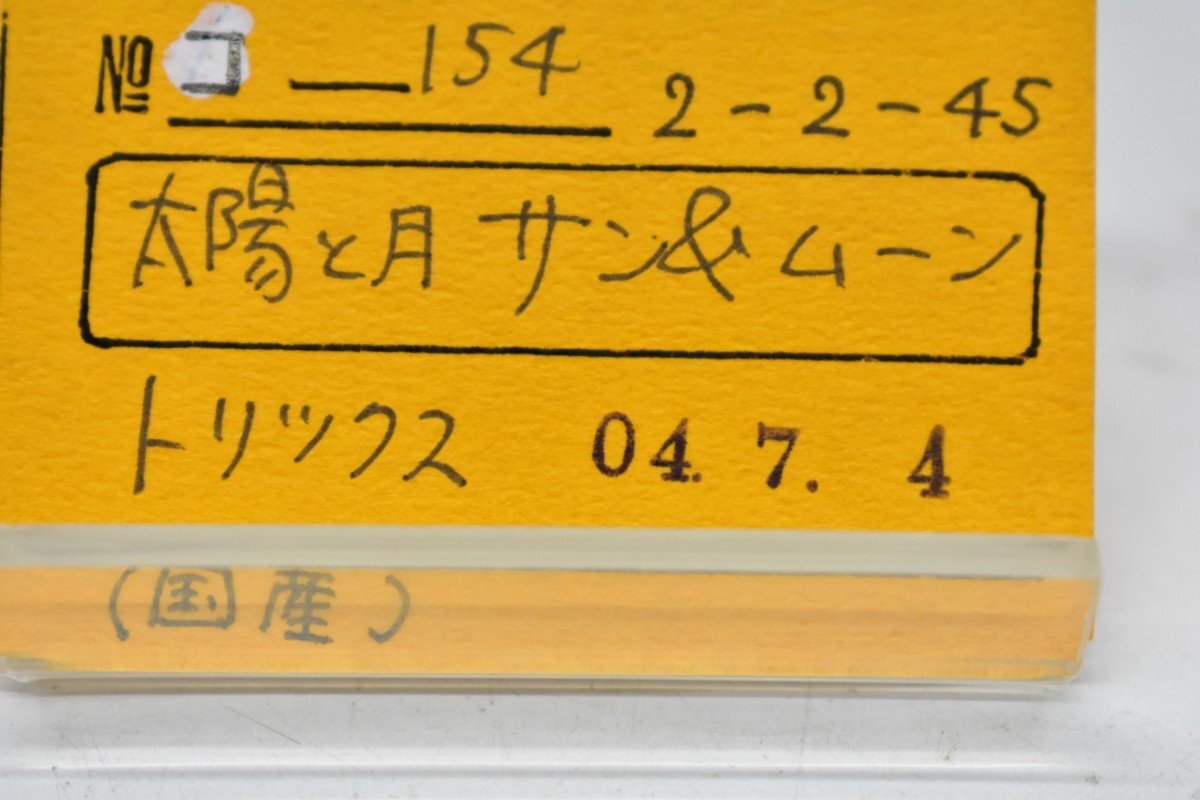 № コ —154 2-2-45
太陽と月 サン&ムーン
トリックス 04.7.4
(国産)